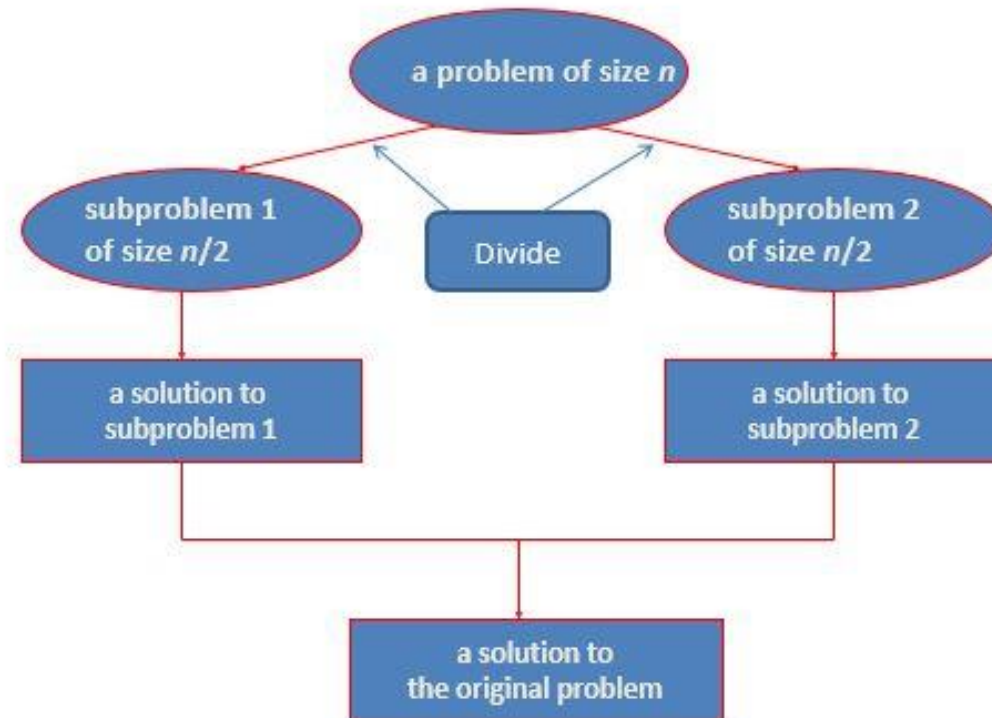 a problem of size n
subproblem 1
of size n/2
Divide
subproblem 2
of size n/2
a solution to
subproblem 1
a solution to
subproblem 2
a solution to
the original problem